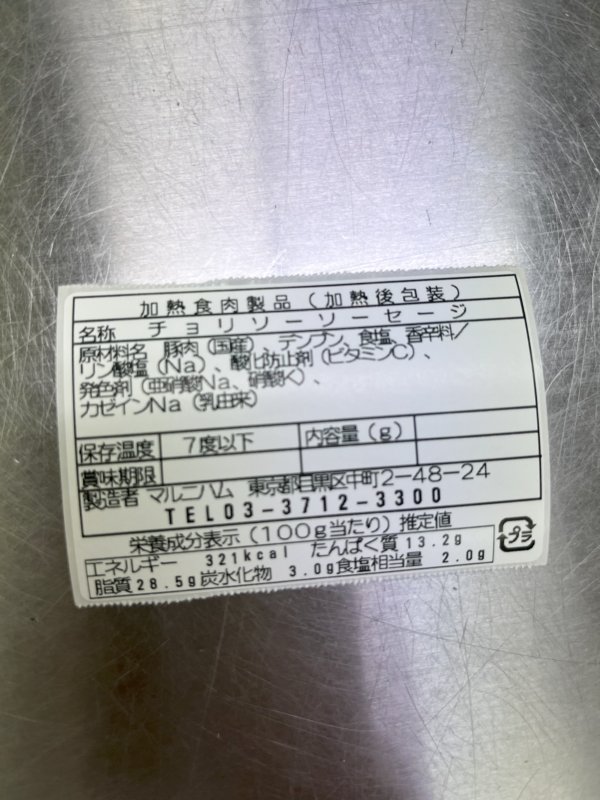 加熱食肉製品(加熱後包装)
名称 チョリソーソーセージ
原材料名 豚肉(国産)、デンプン、食塩、香辛料/
リン酸塩(Na)、酸化防止剤(ビタミンC)、
発色剤(亜硝酸Na、硝酸K)、
カゼインNa(乳由来)
保存温度 7度以下 内容量(g)
賞味期限
製造者 マルニハム 東京都目黒区中町2-48-24
TEL03-3712-3300
栄養成分表示(100g当たり)推定値
エネルギー 321kcal たんぱく質13.2g
脂質28.5g炭水化物 3.0g食塩相当量 2.0g
プラ